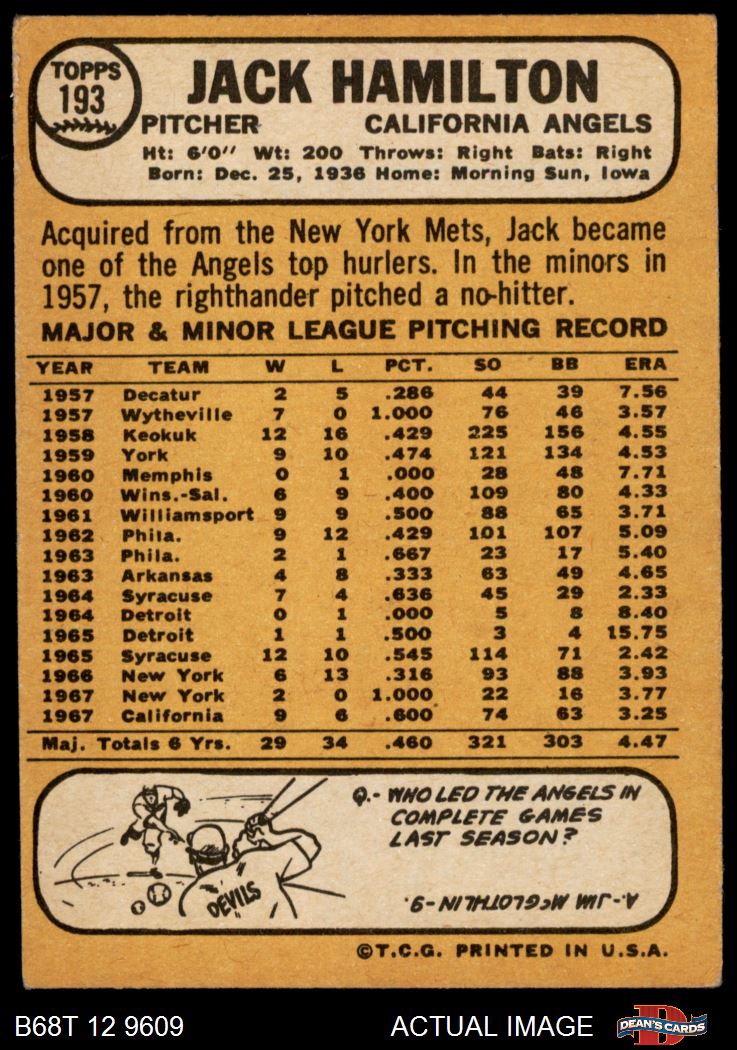 TOPPS
193
JACK HAMILTON
PITCHER CALIFORNIA ANGELS
Ht: 6'0" Wt: 200 Throws: Right Bats: Right
Born: Dec. 25, 1936 Home: Morning Sun, Iowa
Acquired from the New York Mets, Jack became
one of the Angels top hurlers. In the minors in
1957, the righthander pitched a no-hitter.
MAJOR & MINOR LEAGUE PITCHING RECORD
YEAR TEAM W L PCT. SO BB ERA
1957 Decatur 2 5 .286 44 39 7.56
1957 Wytheville 7 0 1.000 76 46 3.57
1958 Keokuk 12 16 .429 225 156 4.55
1959 York 9 10 .474 121 134 4.53
1960 Memphis 0 1 .000 28 48 7.71
1960 Wins.-Sal. 6 9 .400 109 80 4.33
1961 Williamsport 9 9 .500 88 65 3.71
1962 Phila. 9 12 .429 101 107 5.09
1963 Phila. 2 1 .667 23 17 5.40
1963 Arkansas 4 8 .333 63 49 4.65
1964 Syracuse 7 4 .636 45 29 2.33
1964 Detroit 0 1 .000 5 8 8.40
1965 Detroit 1 1 .500 3 4 15.75
1965 Syracuse 12 10 .545 114 71 2.42
1966 New York 6 13 .316 93 88 3.93
1967 New York 2 0 1.000 22 16 3.77
1967 California 9 6 .600 74 63 3.25
Maj. Totals 6 Yrs. 29 34 .460 321 303 4.47
Q.- WHO LED THE ANGELS IN
COMPLETE GAMES
LAST SEASON?
DEVILS
A.- JIM McGLOTHLIN -9.
©T.C.G. PRINTED IN U.S.A.
B68T 12 9609 ACTUAL IMAGE
D
DEAN'S CARDS